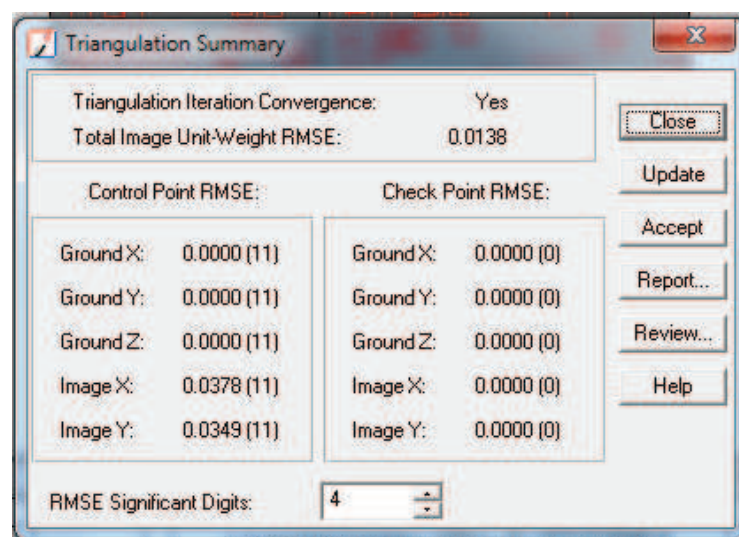 Triangulation Summary
Triangulation Iteration Convergence: Yes
Total Image Unit-Weight RMSE: 0.0138
Close
Update
Accept
Report...
Review...
Help
Control Point RMSE:
Ground X: 0.0000 (11)
Ground Y: 0.0000 (11)
Ground Z: 0.0000 (11)
Image X: 0.0378 (11)
Image Y: 0.0349 (11)
Check Point RMSE:
Ground X: 0.0000 (0)
Ground Y: 0.0000 (0)
Ground Z: 0.0000 (0)
Image X: 0.0000 (0)
Image Y: 0.0000 (0)
RMSE Significant Digits: 4